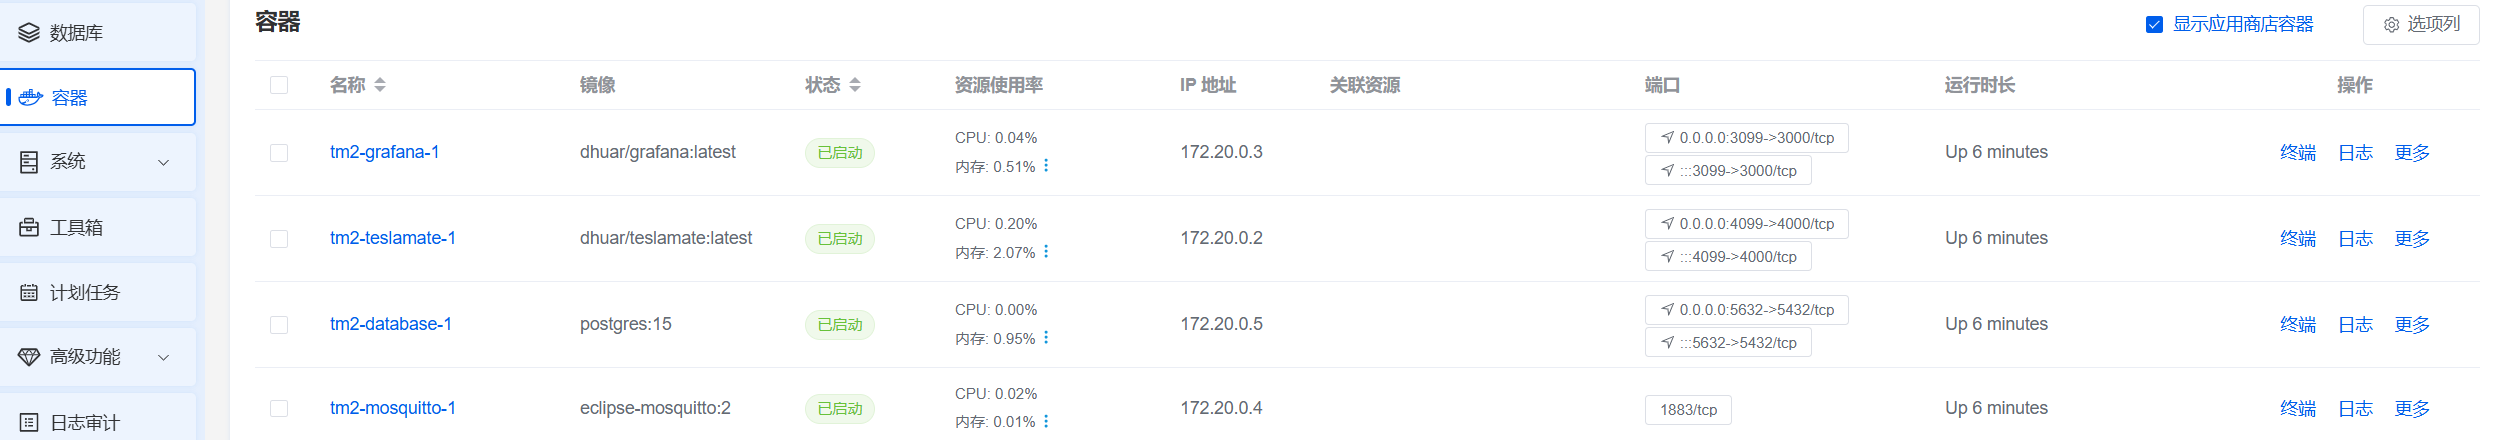 数据库
容器
系统
工具箱
计划任务
高级功能
日志审计
容器
显示应用商店容器
选项列
名称 镜像 状态 资源使用率 IP 地址 关联资源 端口 运行时长 操作
tm2-grafana-1 dhuar/grafana:latest 已启动 CPU: 0.04% 172.20.0.3 0.0.0.0:3099->3000/tcp Up 6 minutes 终端 日志 更多
内存: 0.51% :::3099->3000/tcp
tm2-teslamate-1 dhuar/teslamate:latest 已启动 CPU: 0.20% 172.20.0.2 0.0.0.0:4099->4000/tcp Up 6 minutes 终端 日志 更多
内存: 2.07% :::4099->4000/tcp
tm2-database-1 postgres:15 已启动 CPU: 0.00% 172.20.0.5 0.0.0.0:5632->5432/tcp Up 6 minutes 终端 日志 更多
内存: 0.95% :::5632->5432/tcp
tm2-mosquitto-1 eclipse-mosquitto:2 已启动 CPU: 0.02% 172.20.0.4 1883/tcp Up 6 minutes 终端 日志 更多
内存: 0.01%